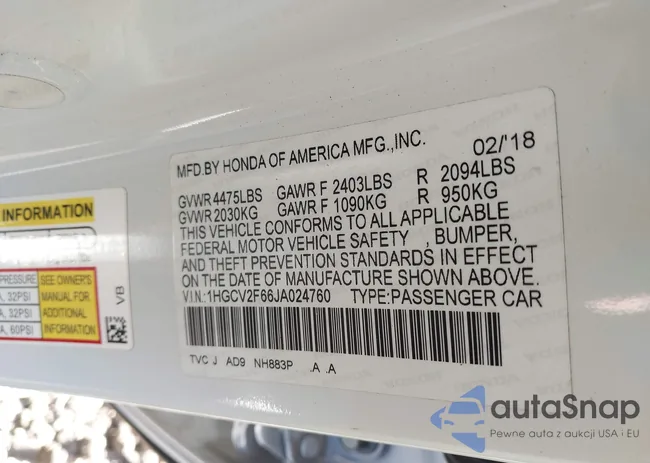 MFD.BY HONDA OF AMERICA MFG.,INC. 02/'18
GVWR 4475LBS GAWR F 2403LBS R 2094LBS
GVWR 2030KG GAWR F 1090KG R 950KG
THIS VEHICLE CONFORMS TO ALL APPLICABLE
FEDERAL MOTOR VEHICLE SAFETY , BUMPER,
AND THEFT PREVENTION STANDARDS IN EFFECT
ON THE DATE OF MANUFACTURE SHOWN ABOVE.
V.I.N.:1HGCV2F66JA024760 TYPE:PASSENGER CAR
TVC J AD9 NH883P .A .A
INFORMATION
PRESSURE SEE OWNER'S
32PSI MANUAL FOR
32PSI ADDITIONAL
60PSI INFORMATION
VB
autaSnap
Pewne auta z aukcji USA i EU